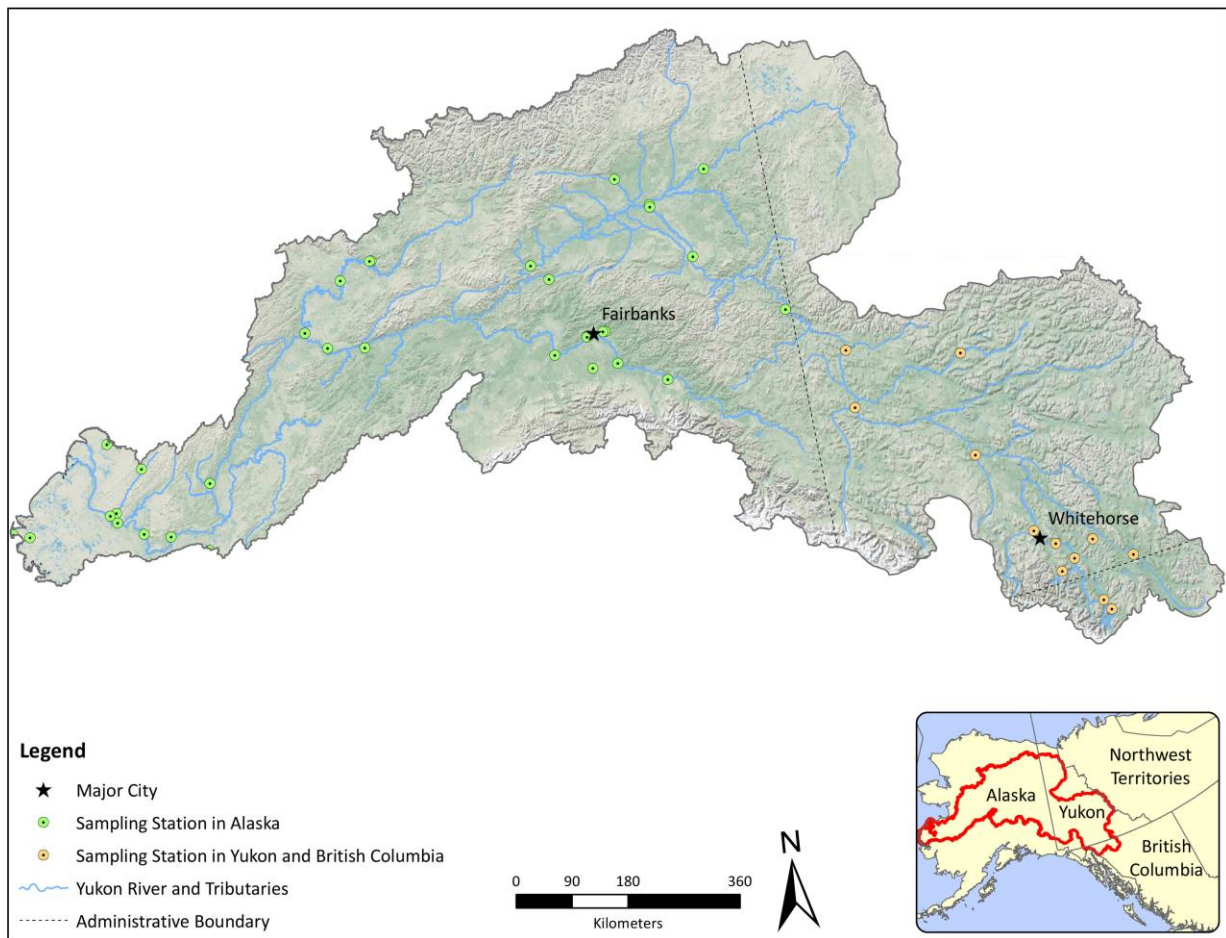 Fairbanks
Whitehorse
Legend
Major City
Sampling Station in Alaska
Sampling Station in Yukon and British Columbia
Yukon River and Tributaries
Administrative Boundary
0 90 180 360
Kilometers
N
Northwest
Territories
Alaska
Yukon
British
Columbia